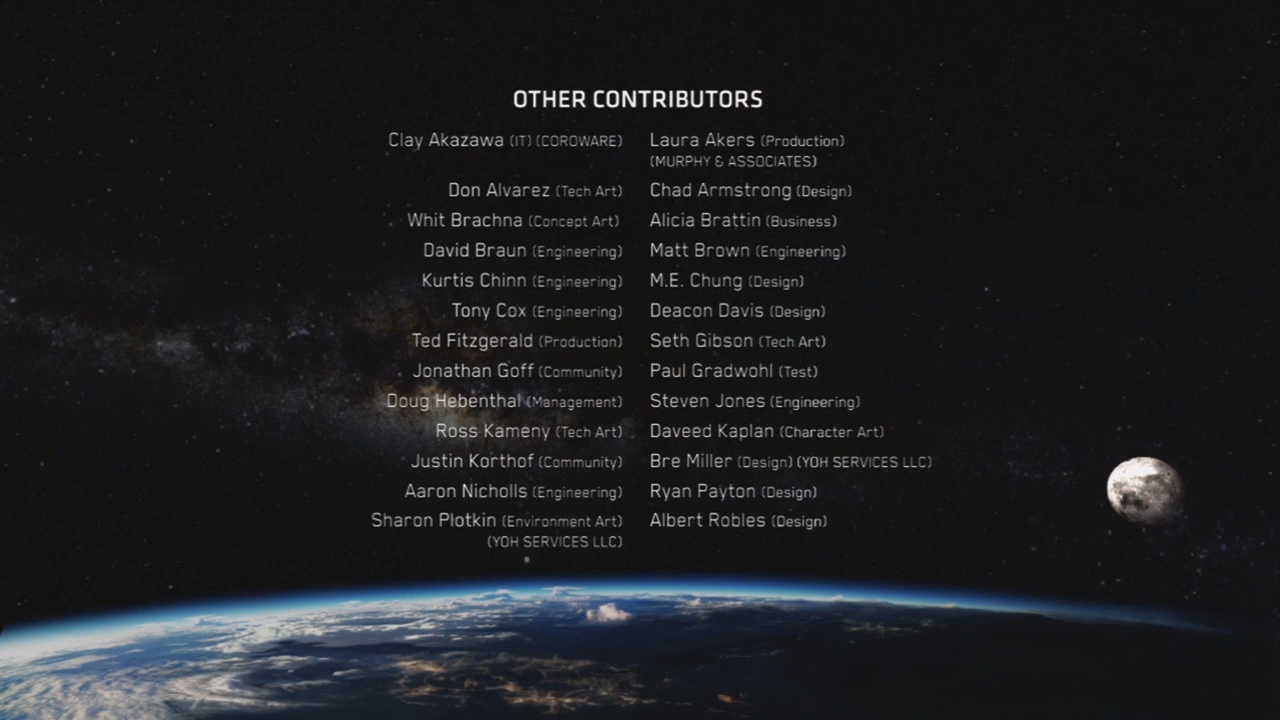 OTHER CONTRIBUTORS
Clay Akazawa (IT) (COROWARE) Laura Akers (Production)
(MURPHY & ASSOCIATES)
Don Alvarez (Tech Art) Chad Armstrong (Design)
Whit Brachna (Concept Art) Alicia Brattin (Business)
David Braun (Engineering) Matt Brown (Engineering)
Kurtis Chinn (Engineering) M.E. Chung (Design)
Tony Cox (Engineering) Deacon Davis (Design)
Ted Fitzgerald (Production) Seth Gibson (Tech Art)
Jonathan Goff (Community) Paul Gradwohl (Test)
Doug Hebenthal (Management) Steven Jones (Engineering)
Ross Kameny (Tech Art) Daveed Kaplan (Character Art)
Justin Korthof (Community) Bre Miller (Design) (YOH SERVICES LLC)
Aaron Nicholls (Engineering) Ryan Payton (Design)
Sharon Plotkin (Environment Art) Albert Robles (Design)
(YOH SERVICES LLC)